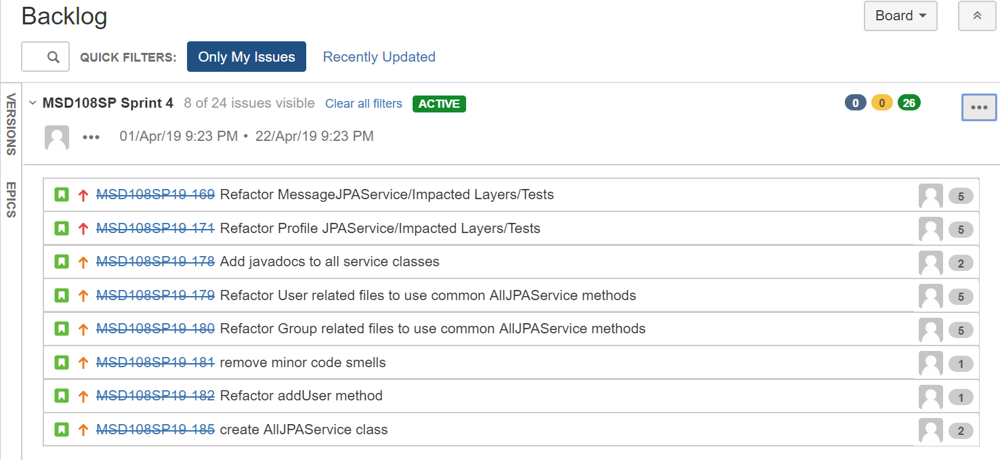 Backlog
Board
QUICK FILTERS: Only My Issues Recently Updated
VERSIONS
EPICS
MSD108SP Sprint 4 8 of 24 issues visible Clear all filters ACTIVE 0 0 26
01/Apr/19 9:23 PM • 22/Apr/19 9:23 PM
MSD108SP19-169 Refactor MessageJPAService/Impacted Layers/Tests 5
MSD108SP19-171 Refactor Profile JPAService/Impacted Layers/Tests 5
MSD108SP19-178 Add javadocs to all service classes 2
MSD108SP19-179 Refactor User related files to use common AllJPAService methods 5
MSD108SP19-180 Refactor Group related files to use common AllJPAService methods 5
MSD108SP19-181 remove minor code smells 1
MSD108SP19-182 Refactor addUser method 1
MSD108SP19-185 create AllJPAService class 2